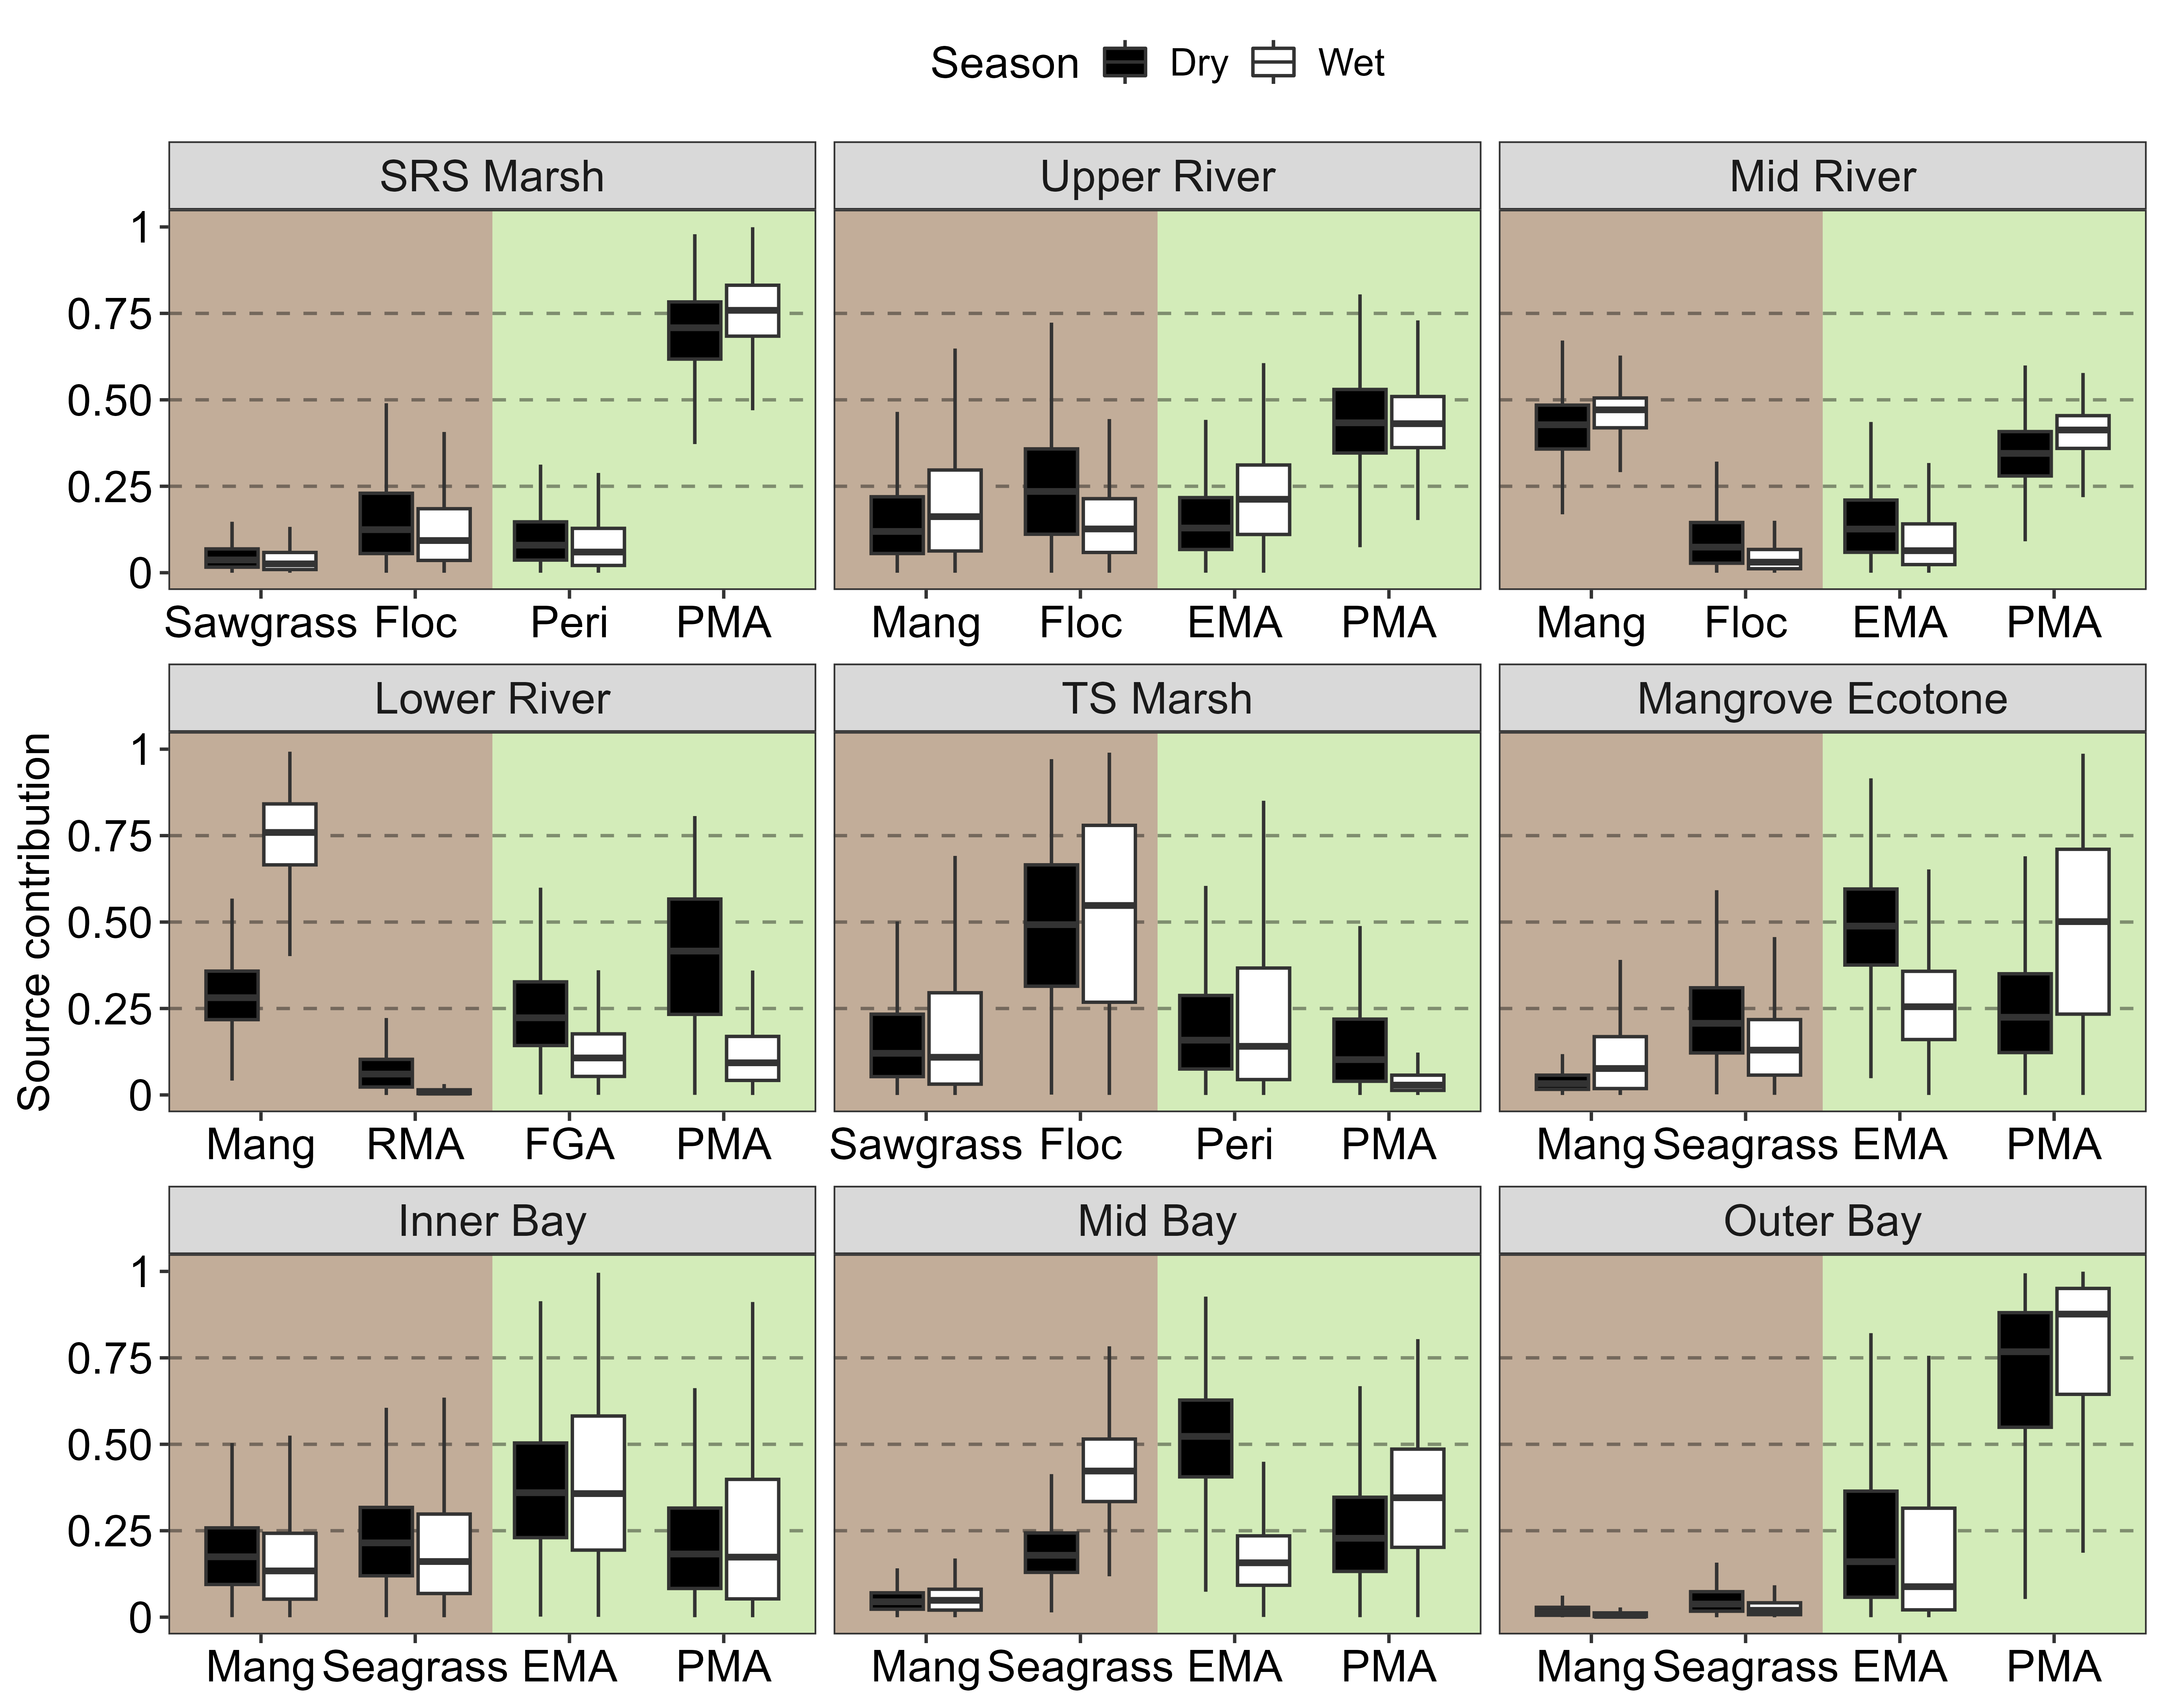 Season Dry Wet
SRS Marsh Upper River Mid River
1
0.75
0.50
0.25
0
Sawgrass Floc Peri PMA Mang Floc EMA PMA Mang Floc EMA PMA
Lower River TS Marsh Mangrove Ecotone
Source contribution
1
0.75
0.50
0.25
0
Mang RMA FGA PMA Sawgrass Floc Peri PMA Mang Seagrass EMA PMA
Inner Bay Mid Bay Outer Bay
1
0.75
0.50
0.25
0
Mang Seagrass EMA PMA Mang Seagrass EMA PMA Mang Seagrass EMA PMA